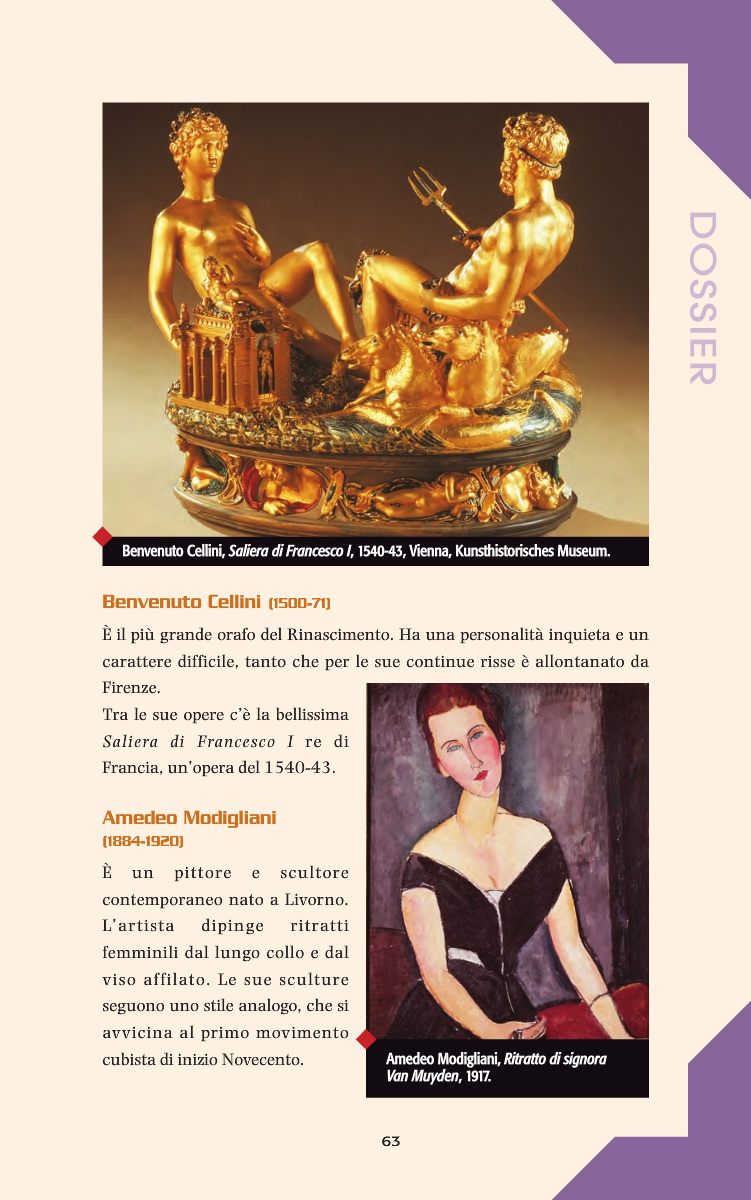 DOSSIER
Benvenuto Cellini, Saliera di Francesco I, 1540-43, Vienna, Kunsthistorisches Museum.
Benvenuto Cellini (1500-71)
È il più grande orafo del Rinascimento. Ha una personalità inquieta e un
carattere difficile, tanto che per le sue continue risse è allontanato da
Firenze.
Tra le sue opere c’è la bellissima
Saliera di Francesco I re di
Francia, un’opera del 1540-43.
Amedeo Modigliani
(1884-1920)
È un pittore e scultore
contemporaneo nato a Livorno.
L’artista dipinge ritratti
femminili dal lungo collo e dal
viso affilato. Le sue sculture
seguono uno stile analogo, che si
avvicina al primo movimento
cubista di inizio Novecento.
Amedeo Modigliani, Ritratto di signora
Van Muyden, 1917.
63